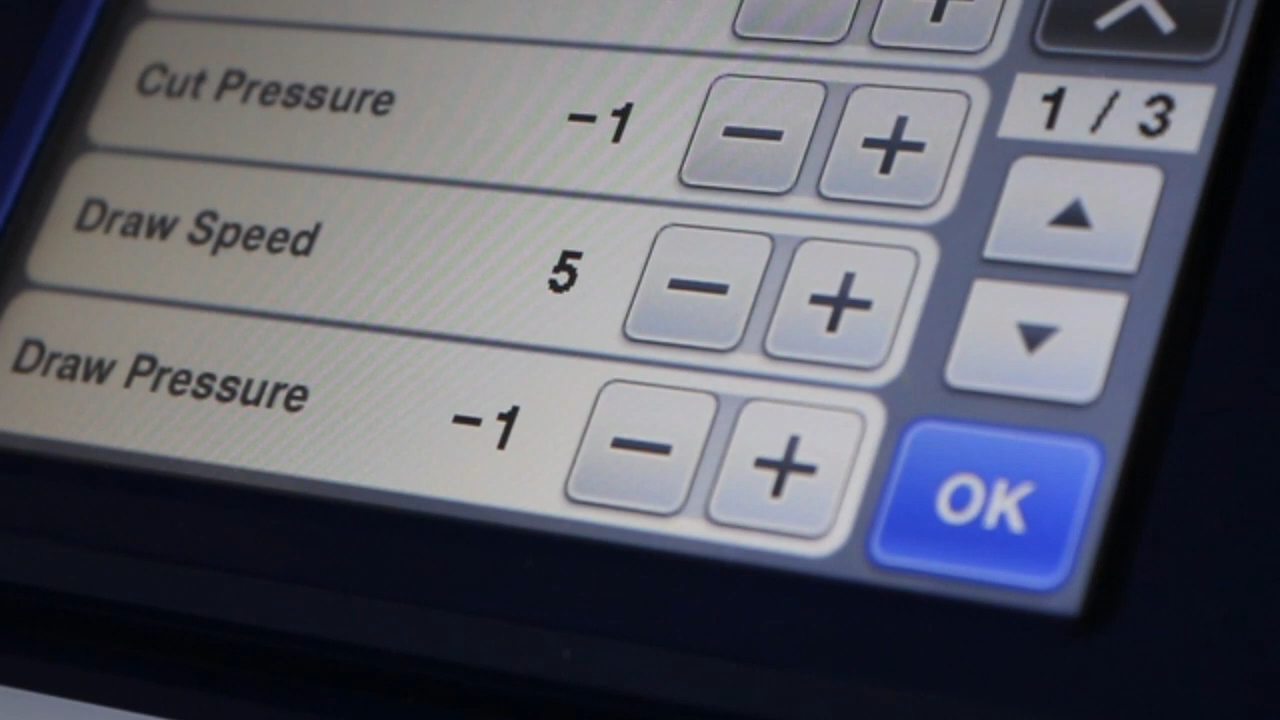 Cut Pressure -1 - +
1 / 3
Draw Speed 5 - +
Draw Pressure -1 - +
OK